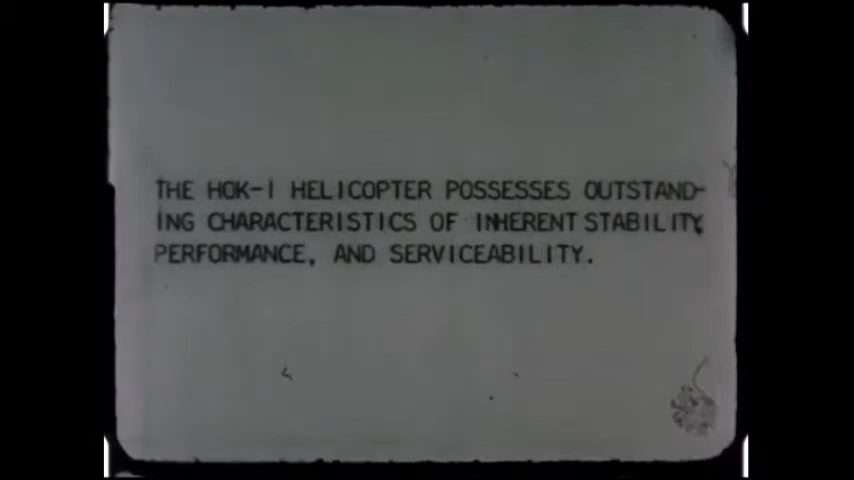 THE HOK-1 HELICOPTER POSSESSES OUTSTAND-
ING CHARACTERISTICS OF INHERENT STABILITY,
PERFORMANCE, AND SERVICEABILITY.